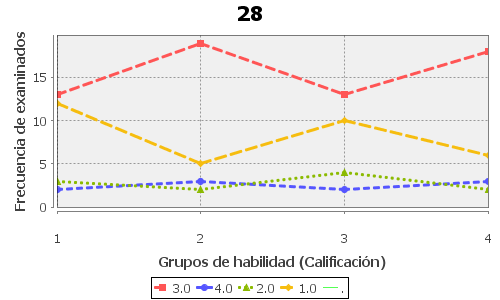 28
Frecuencia de examinados
15
10
5
0
1 2 3 4
Grupos de habilidad (Calificación)
3.0 4.0 2.0 1.0 .